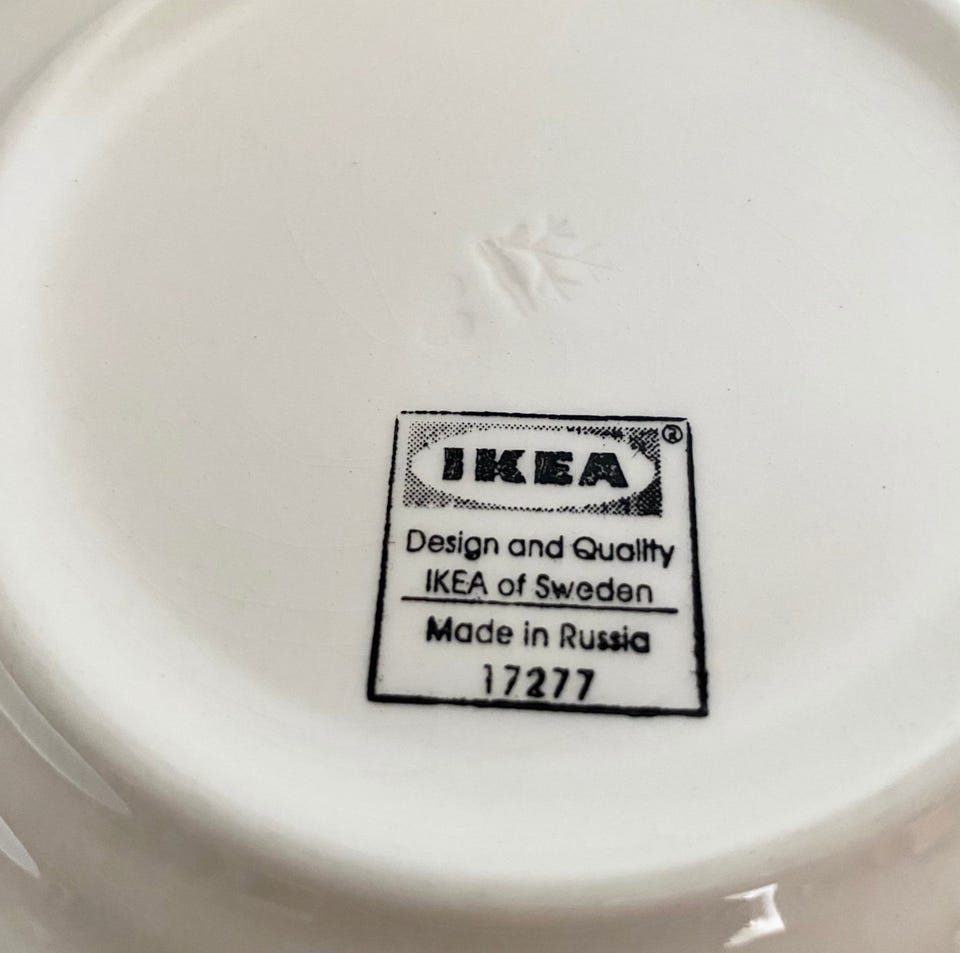 IKEA®
Design and Quality
IKEA of Sweden
Made in Russia
17277